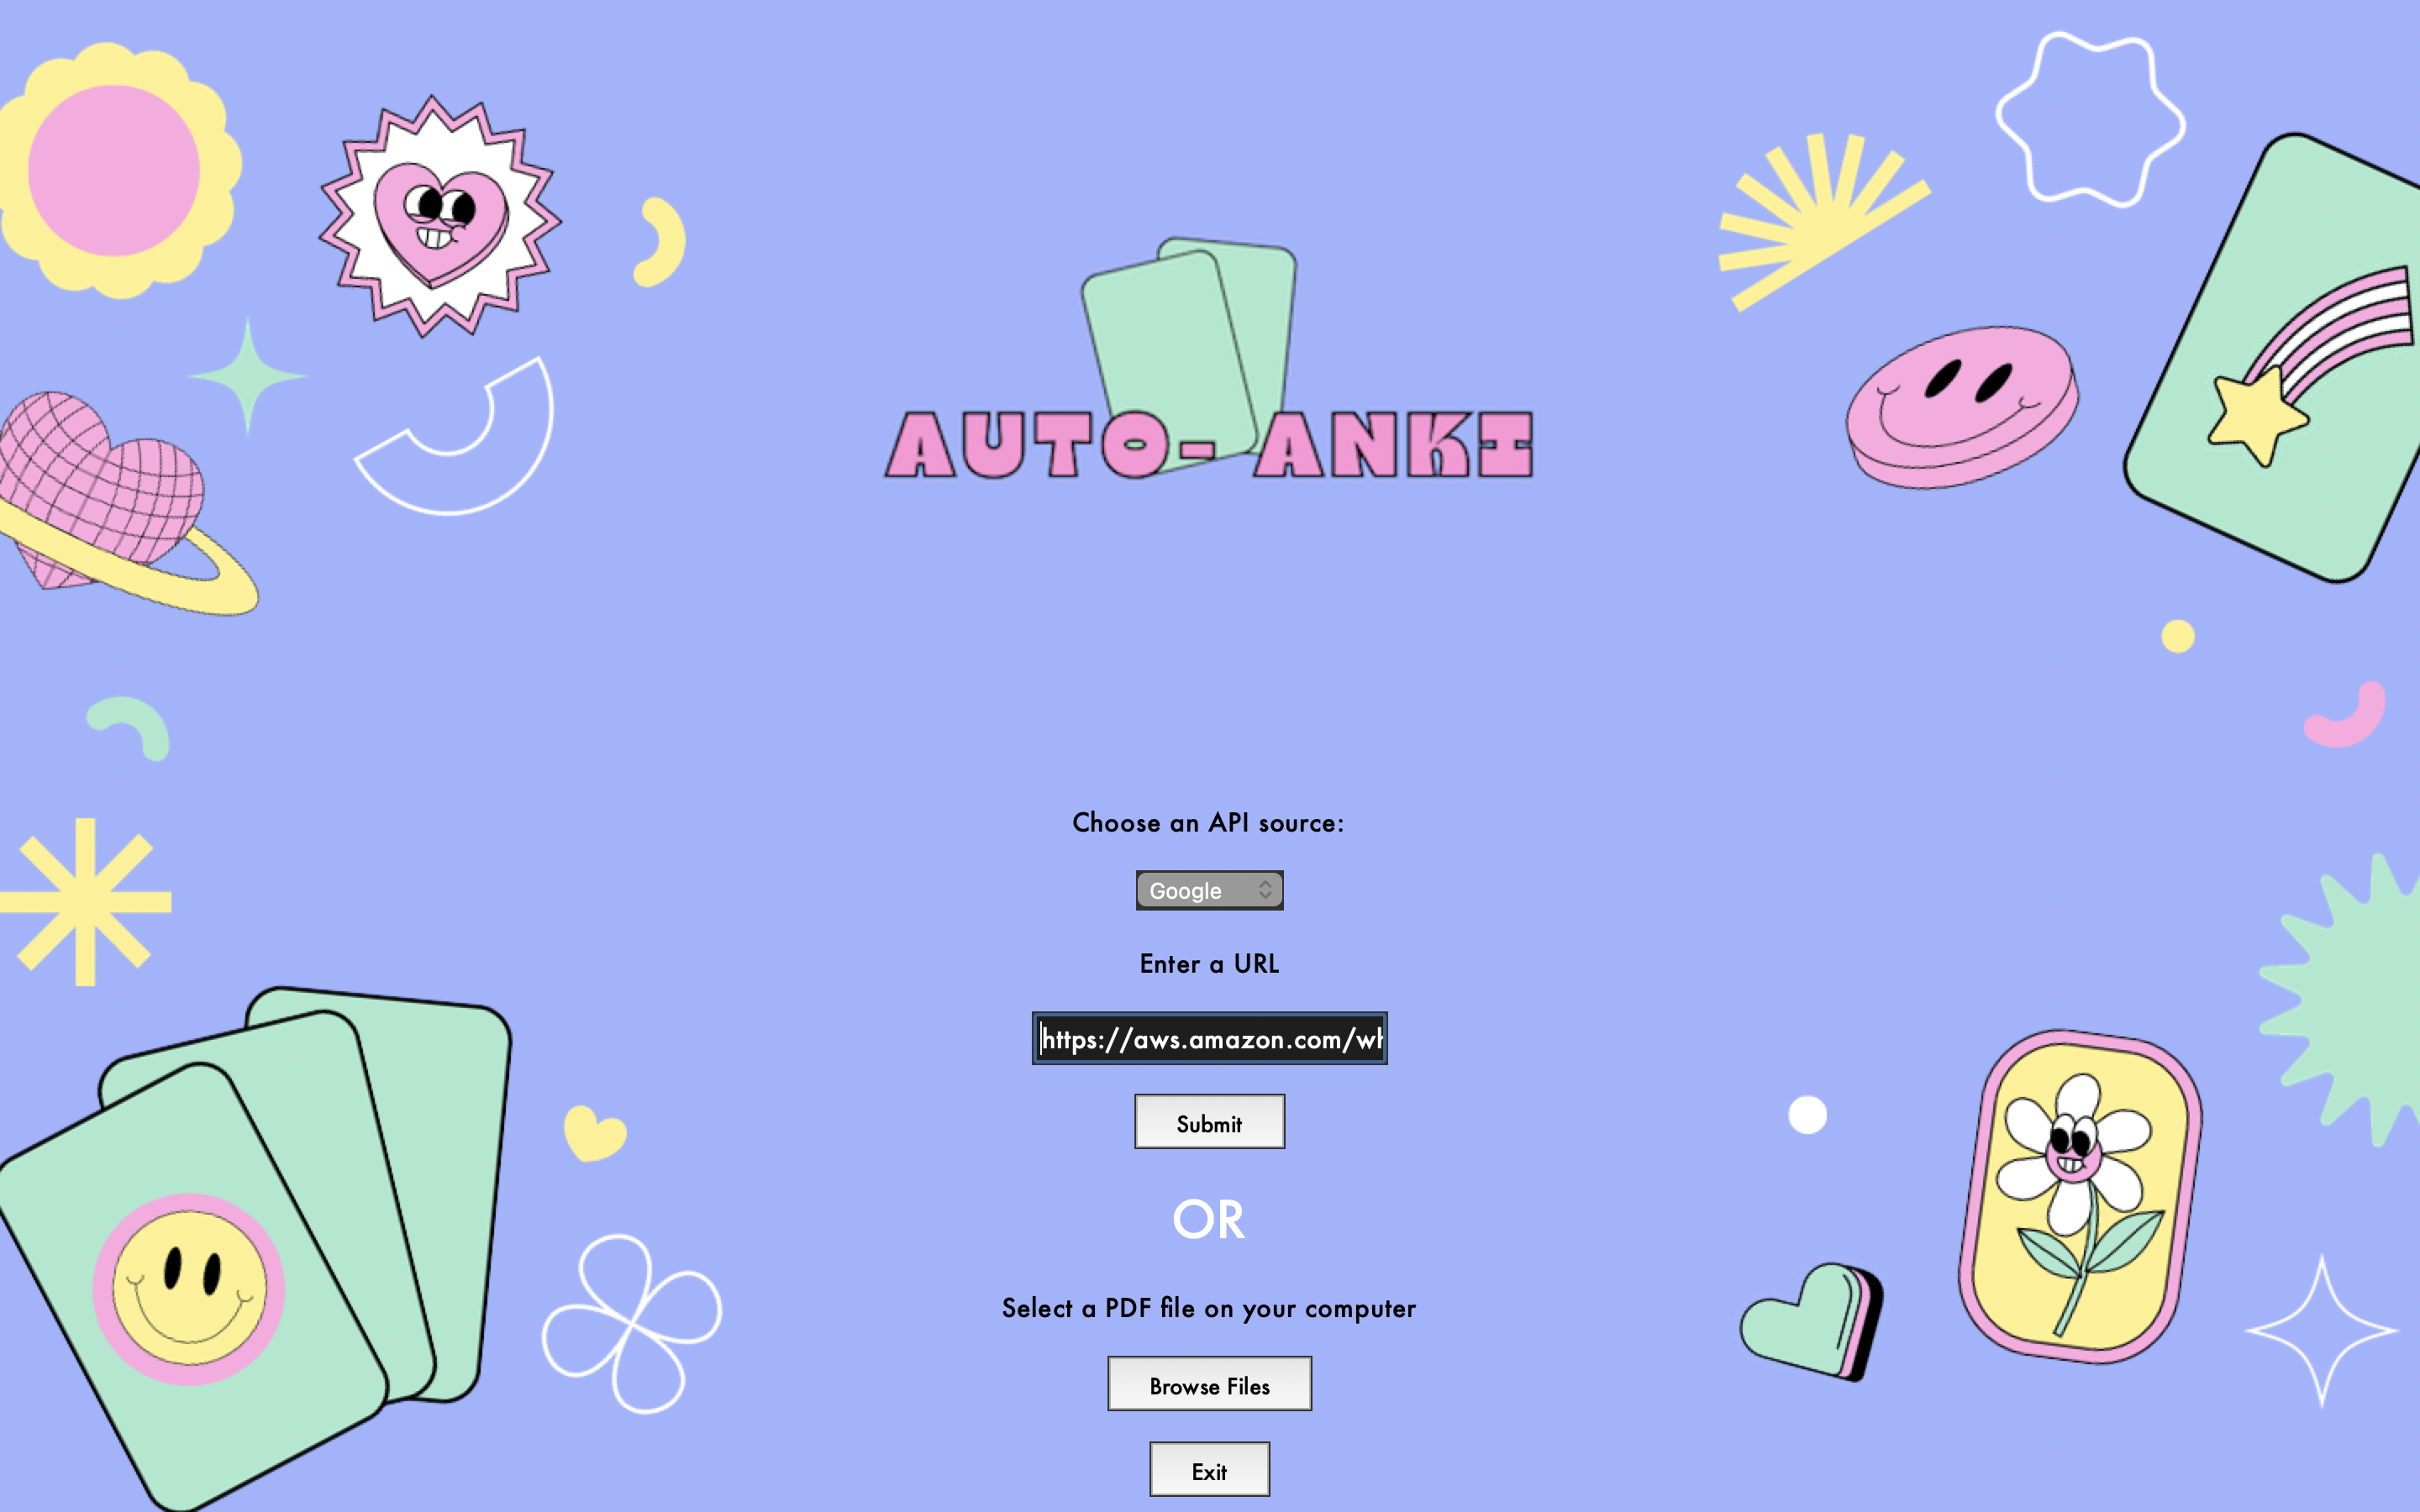 AUTO-ANKI
Choose an API source:
Google
Enter a URL
https://aws.amazon.com/wh
Submit
OR
Select a PDF file on your computer
Browse Files
Exit